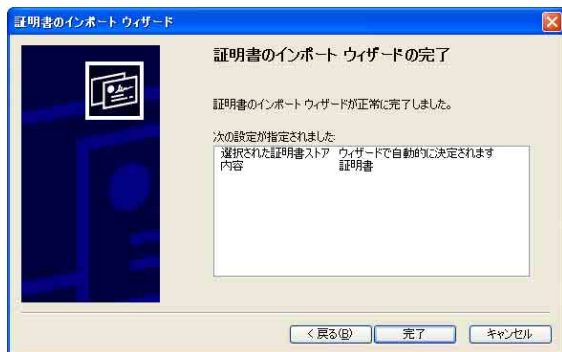 証明書のインポート ウィザード
証明書のインポート ウィザードの完了
証明書のインポート ウィザードが正常に完了しました。
次の設定が指定されました:
選択された証明書ストア ウィザードで自動的に決定されます
内容 証明書
< 戻る(B) 完了 キャンセル